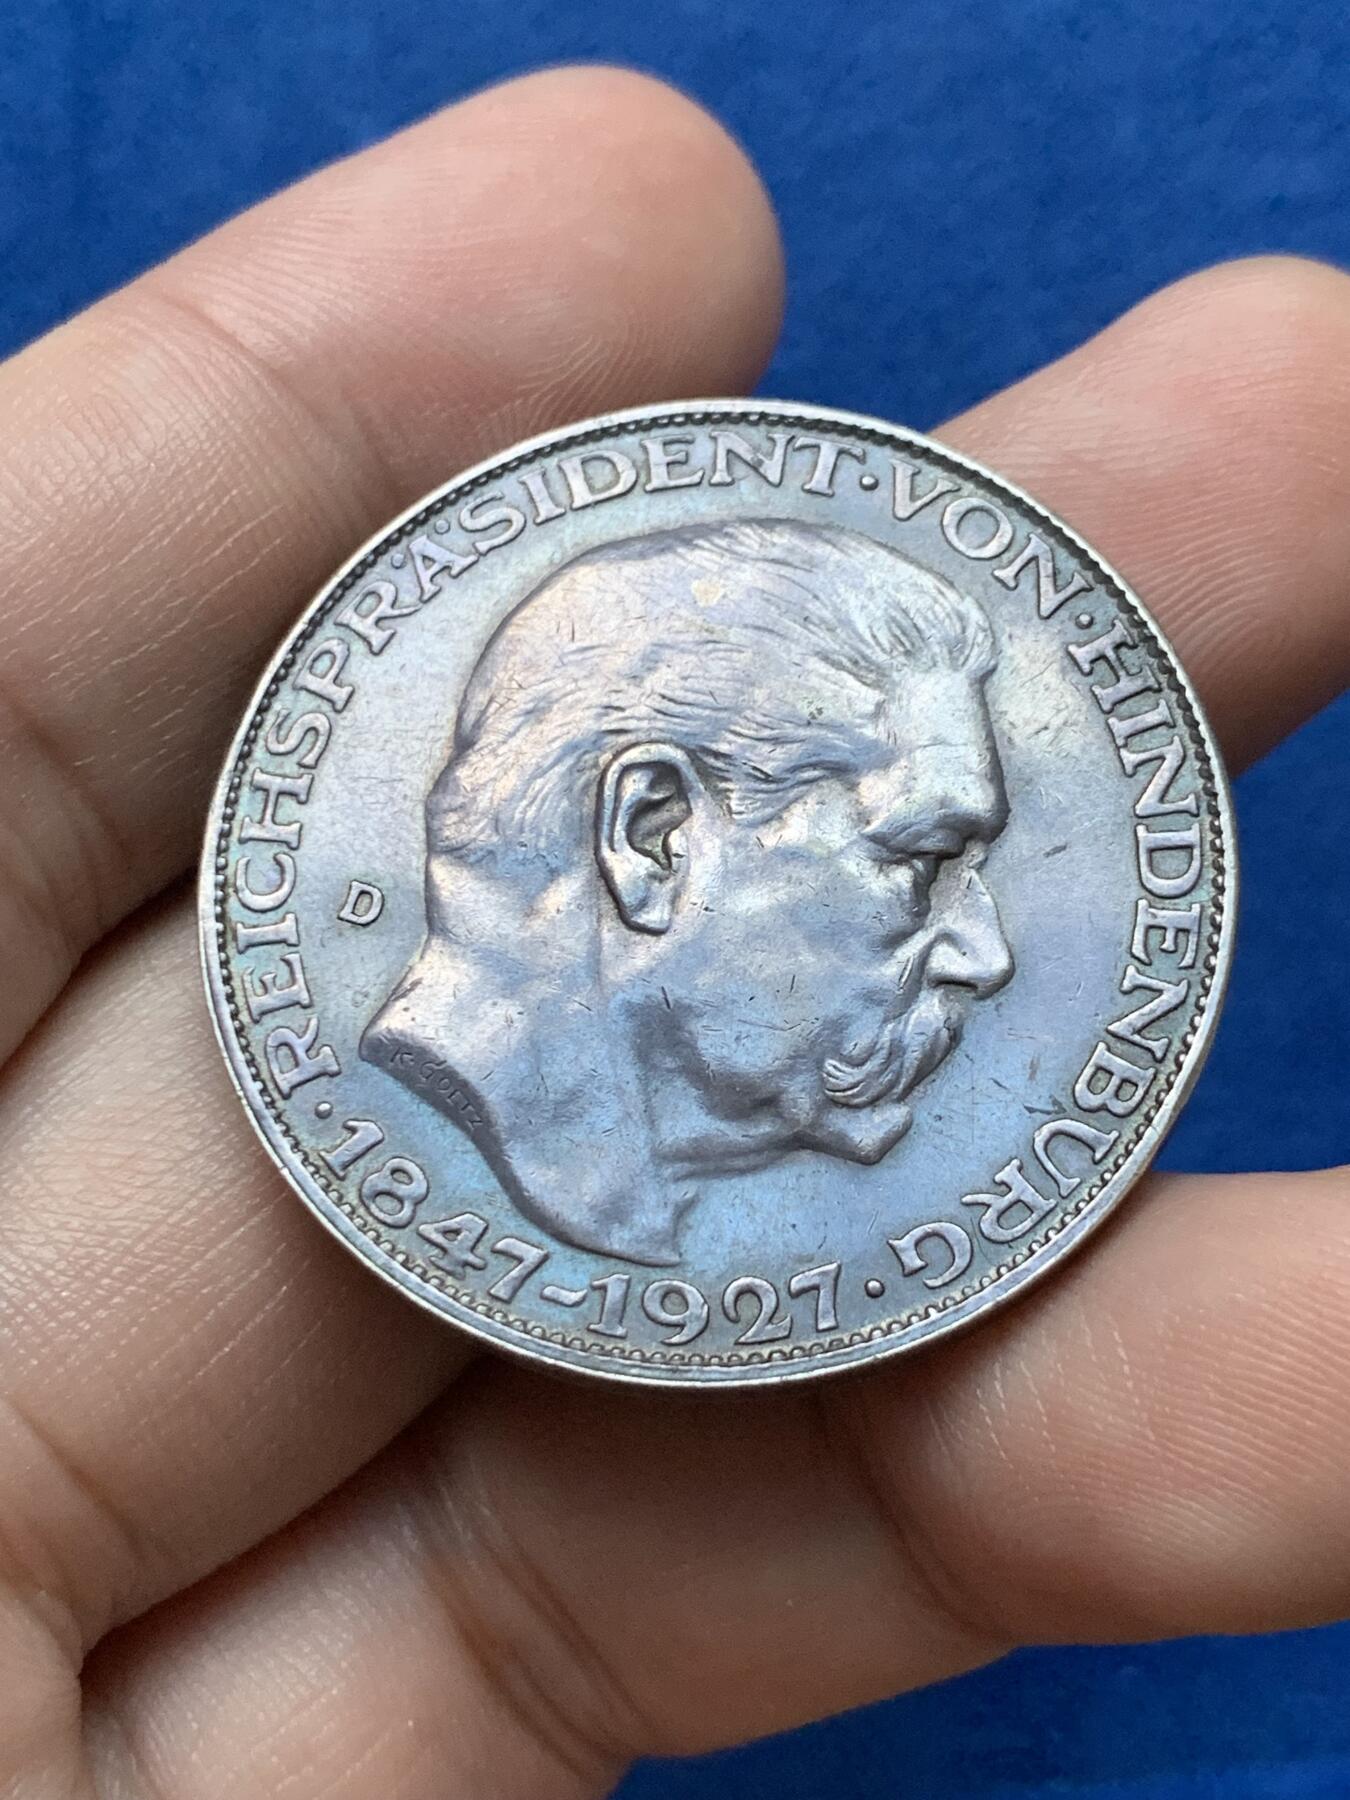 REICHSPRÄSIDENT·VON·HINDENBURG·1847-1927·
D
K·GOETZ